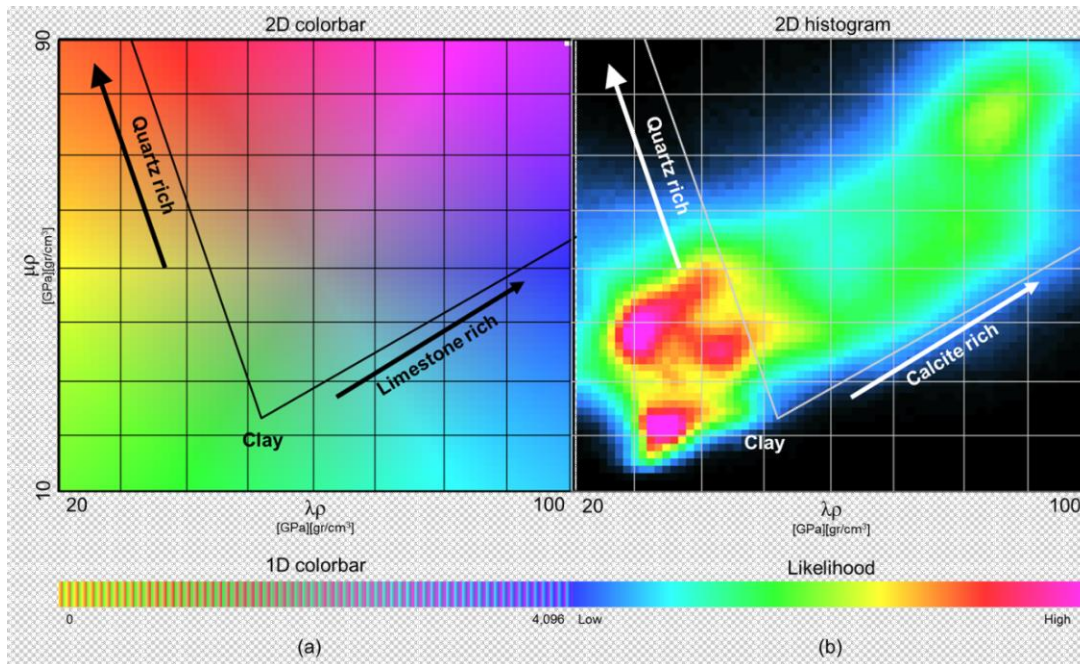 2D colorbar
2D histogram
90
Quartz rich
Quartz rich
μρ
[GPa][gr/cm³]
Limestone rich
Calcite rich
Clay
Clay
10
20
100
20
100
λρ
[GPa][gr/cm³]
λρ
[GPa][gr/cm³]
1D colorbar
Likelihood
0
4,096
Low
High
(a)
(b)